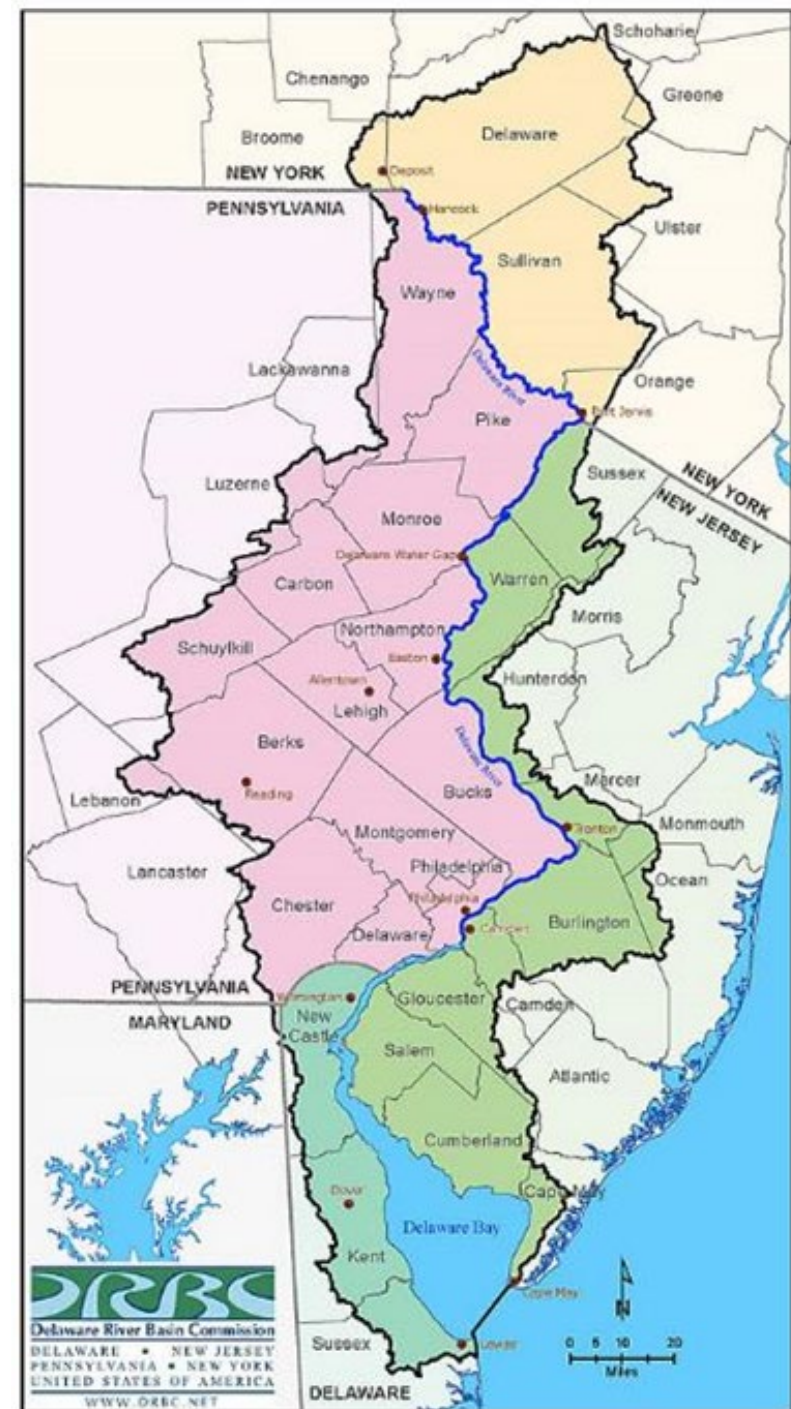 Schoharie
Chenango
Greene
Delaware
Broome
Deposit
NEW YORK
PENNSYLVANIA
Hancock
Ulster
Sullivan
Wayne
Delaware River
Lackawanna
Orange
Port Jervis
Pike
Sussex
NEW YORK
NEW JERSEY
Luzerne
Monroe
Delaware Water Gap
Warren
Carbon
Morris
Northampton
Schuylkill
Easton
Hunterdon
Allentown
Lehigh
Berks
Delaware River
Reading
Bucks
Mercer
Lebanon
Trenton
Monmouth
Montgomery
Philadelphia
Lancaster
Ocean
Chester
Philadelphia
Burlington
Camden
Delaware
PENNSYLVANIA
Wilmington
Gloucester
Camden
MARYLAND
New
Castle
Salem
Atlantic
Cumberland
Cape May
Dover
Delaware Bay
Kent
Cape May
N
DRBC
Delaware River Basin Commission
DELAWARE • NEW JERSEY
PENNSYLVANIA • NEW YORK
UNITED STATES OF AMERICA
WWW.DRBC.NET
Sussex
Lewes
0 5 10 20
Miles
DELAWARE